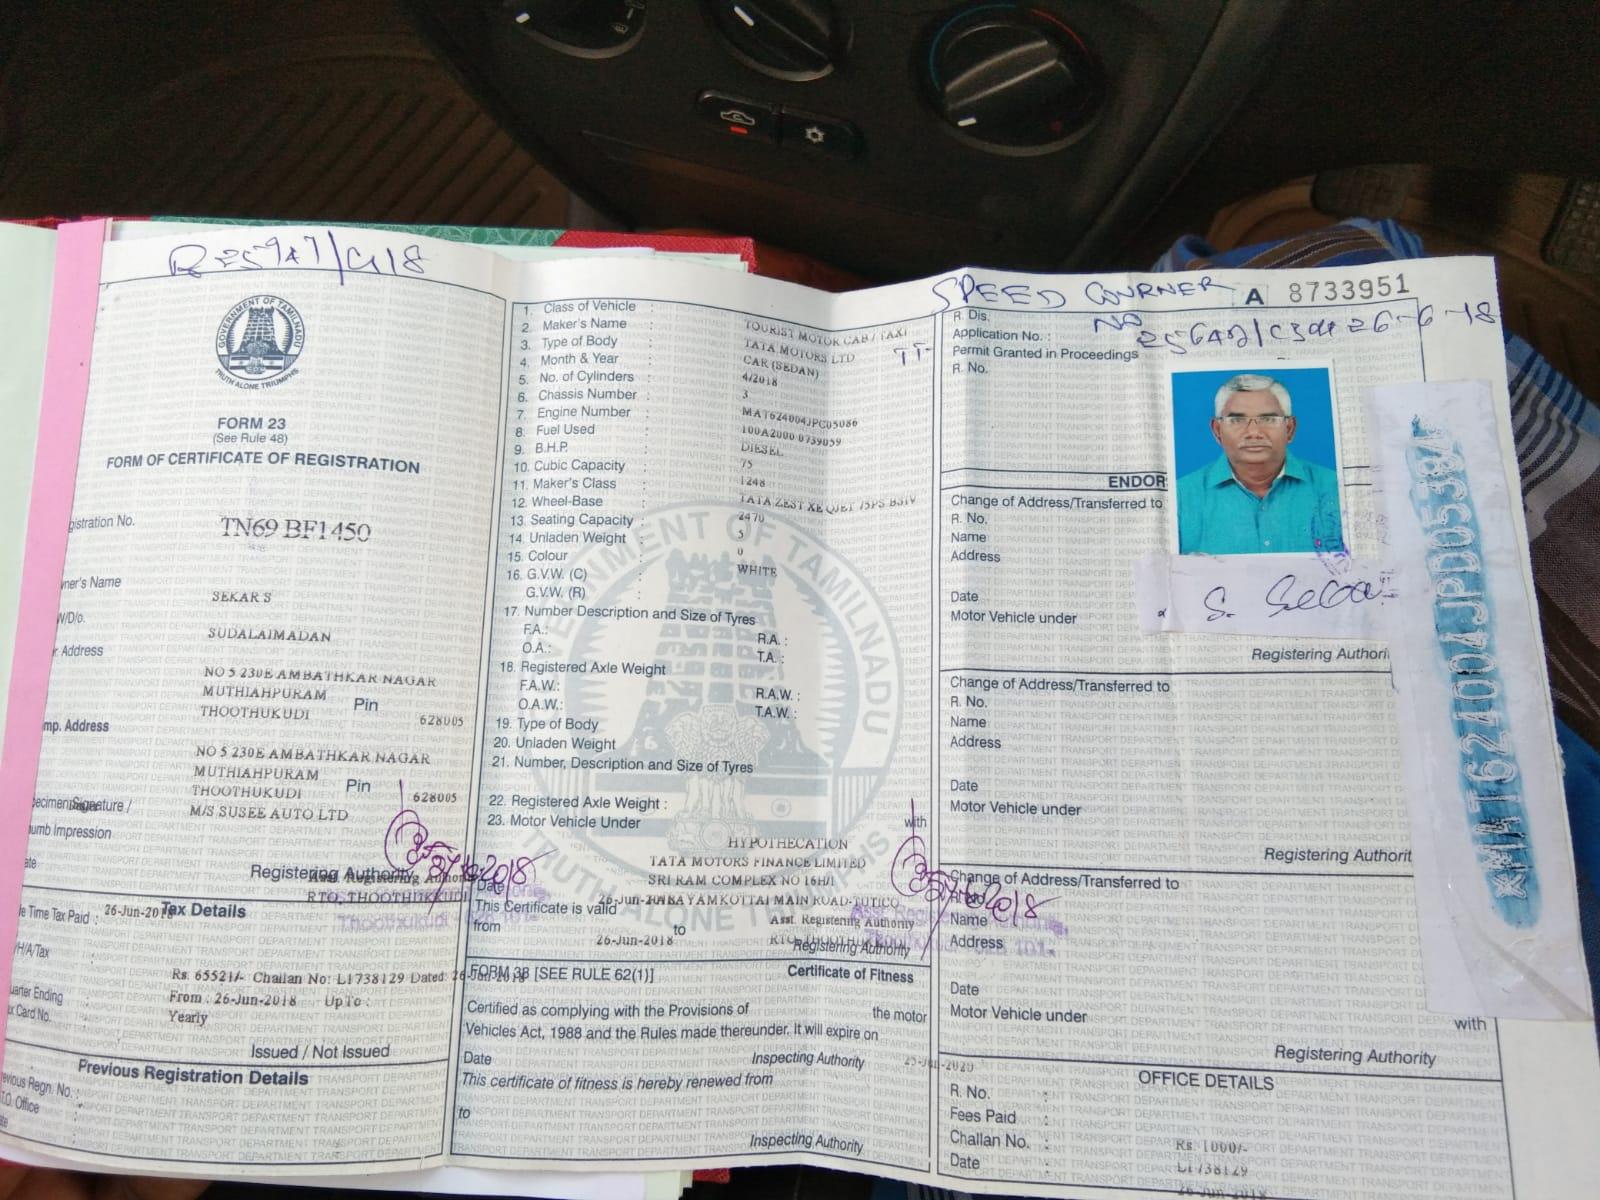 R 25947/C/18
GOVERNMENT OF TAMILNADU
TRUTH ALONE TRIUMPHS
FORM 23
(See Rule 48)
FORM OF CERTIFICATE OF REGISTRATION
gistration No. TN69 BF1450
ner's Name
SEKAR S
W/D/o.
SUDALAIMADAN
r Address
NO 5 230E AMBATHKAR NAGAR
MUTHIAHPURAM
THOOTHUKUDI Pin 628005
mp. Address
NO 5 230E AMBATHKAR NAGAR
MUTHIAHPURAM
THOOTHUKUDI Pin 628005
pecimen Signature / M/S SUSEE AUTO LTD
umb Impression
ate
Registering Authority
RTO, THOOTHUKKUDI
Tax Details
e Time Tax Paid : 26-Jun-2018
/H/A/Tax
Rs. 65521/- Challan No: L1738129 Dated: 26-Jun-2018
uarter Ending From : 26-Jun-2018 Up To :
x Card No. Yearly
Issued / Not Issued
Previous Registration Details
evious Regn. No. :
T.O. Office :
1. Class of Vehicle : TOURIST MOTOR CAB / TAXI
2. Maker's Name : TATA MOTORS LTD
3. Type of Body : CAR (SEDAN)
4. Month & Year : 4/2018
5. No. of Cylinders : 3
6. Chassis Number : MAT624004JPC05086
7. Engine Number : 100A2000 0739059
8. Fuel Used : DIESEL
9. B.H.P. : 75
10. Cubic Capacity : 1248
11. Maker's Class : TATA ZEST XE QJET 75PS BSIV
12. Wheel-Base : 2470
13. Seating Capacity : 5
14. Unladen Weight : 0
15. Colour : WHITE
16. G.V.W. (C) :
G.V.W. (R) :
17. Number Description and Size of Tyres
F.A.: R.A. :
O.A.: T.A. :
18. Registered Axle Weight
F.A.W.: R.A.W. :
O.A.W.: T.A.W. :
19. Type of Body
20. Unladen Weight
21. Number, Description and Size of Tyres
22. Registered Axle Weight :
23. Motor Vehicle Under with
HYPOTHECATION
TATA MOTORS FINANCE LIMITED
SRI RAM COMPLEX NO 16H/1
PALAYAMKOTTAI MAIN ROAD-TUTICO
Date 26-Jun-2018
This Certificate is valid
from 26-Jun-2018 to
Asst. Registering Authority
Registering Authority
FORM 38 [SEE RULE 62(1)] Certificate of Fitness
Certified as complying with the Provisions of the motor
Vehicles Act, 1988 and the Rules made thereunder. It will expire on
Date Inspecting Authority 25-Jun-2020
This certificate of fitness is hereby renewed from
to
Inspecting Authority
SPEED GOVRNER A 8733951
R. Dis.
Application No. : NO
Permit Granted in Proceedings
R. No.
26-6-18
ENDOR
Change of Address/Transferred to
R. No.
Name
Address
Date
Motor Vehicle under
Registering Authori
Change of Address/Transferred to
R. No.
Name
Address
Date
Motor Vehicle under
Registering Authorit
Change of Address/Transferred to
R. No.
Name
Address
Date
Motor Vehicle under with
Registering Authority
OFFICE DETAILS
R. No. :
Fees Paid : Rs. 1000/-
Challan No. : L1738129
Date 26-Jun-2018